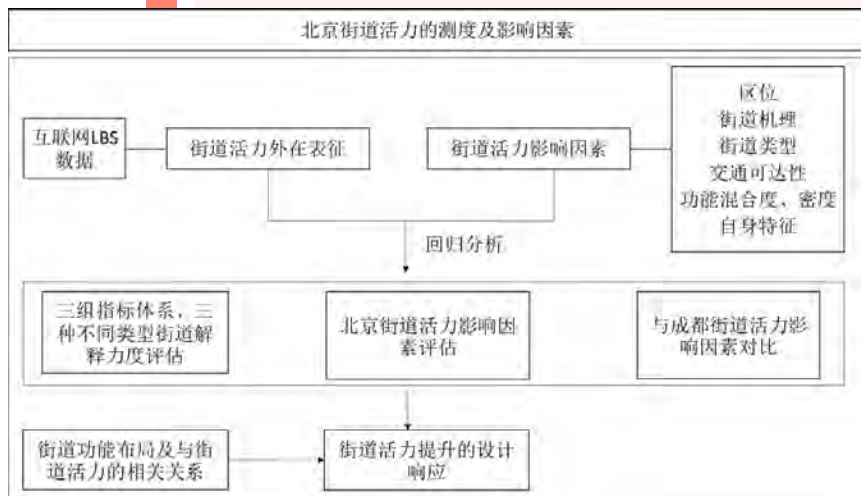 北京街道活力的测度及影响因素
互联网LBS
数据
街道活力外在表征
街道活力影响因素
区位
街道机理
街道类型
交通可达性
功能混合度、密度
自身特征
回归分析
三组指标体系，三
种不同类型街道解
释力度评估
北京街道活力影响因
素评估
与成都街道活力影
响因素对比
街道功能布局及与街
道活力的相关关系
街道活力提升的设计
响应